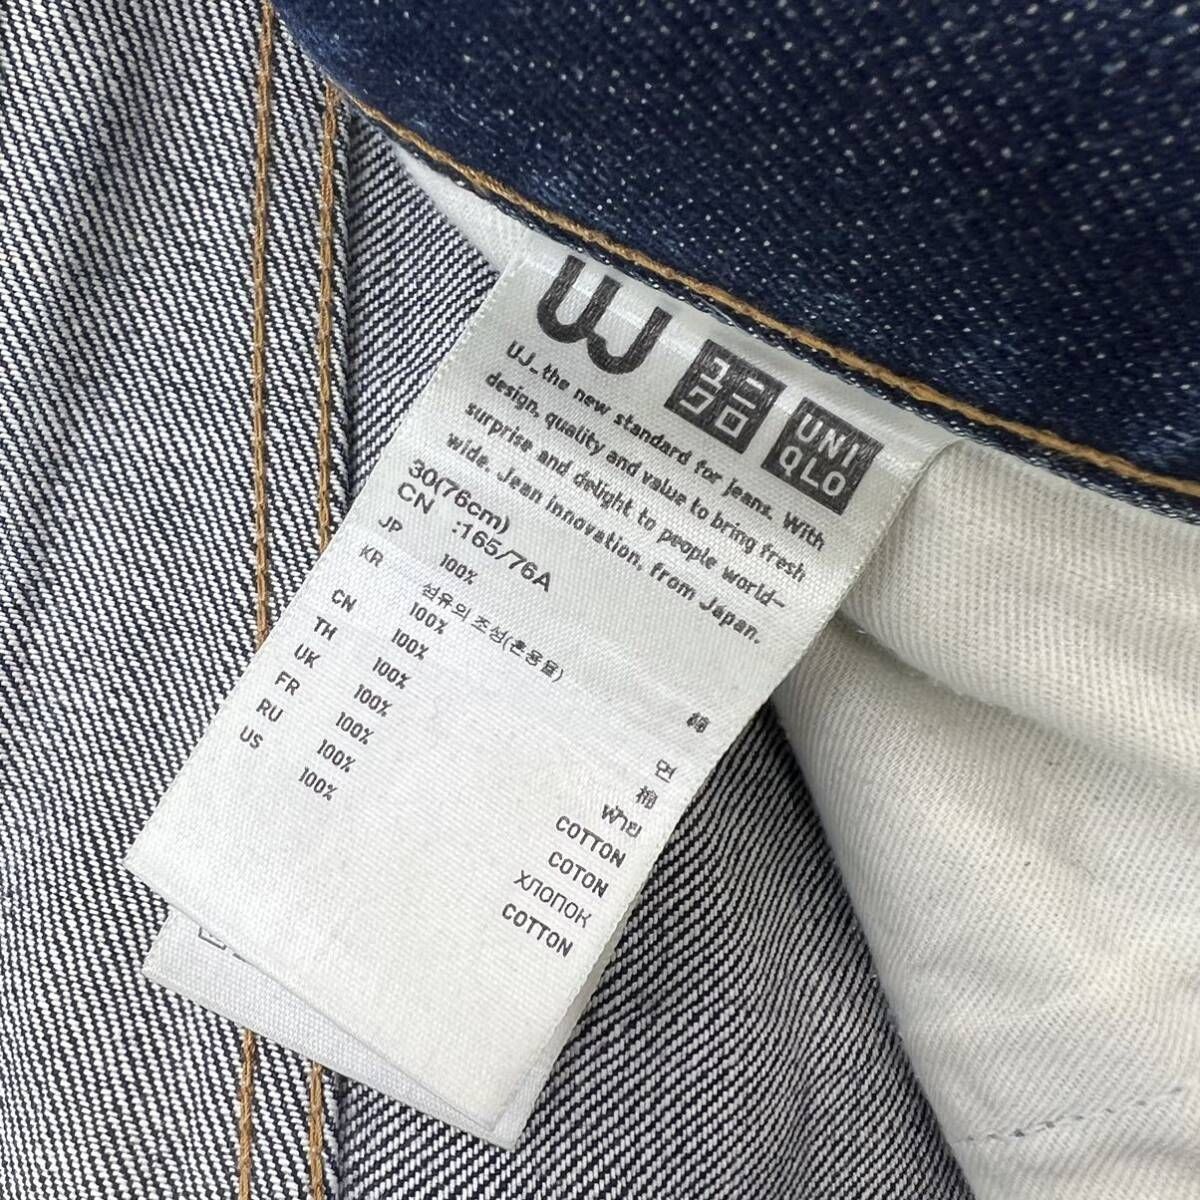 UJ
ユニ
クロ
UNI
QLO
UJ_the new standard for jeans. With
design, quality and value to bring fresh
surprise and delight to people world-
wide. Jean innovation, from Japan.
30(76cm)
CN :165/76A
JP 100% 綿
KR 섬유의 조성(혼용율)
100% 면
CN 100% 棉
TH 100% ฝ้าย
UK 100% COTTON
FR 100% COTON
RU 100% ХЛОПОК
US 100% COTTON